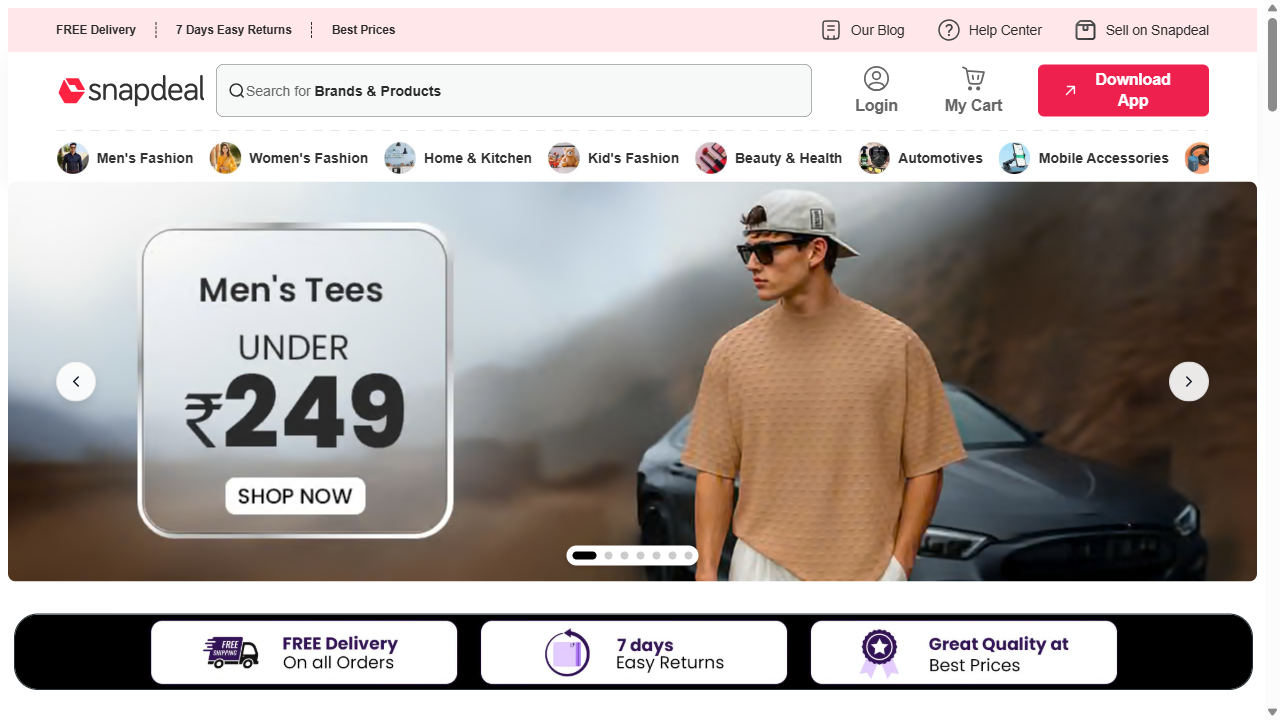 FREE Delivery
7 Days Easy Returns
Best Prices
Our Blog
Help Center
Sell on Snapdeal
snapdeal
Search for Brands & Products
Login
My Cart
Download
App
Men's Fashion
Women's Fashion
Home & Kitchen
Kid's Fashion
Beauty & Health
Automotives
Mobile Accessories
Men's Tees
UNDER
₹249
SHOP NOW
FREE
SHIPPING
FREE Delivery
On all Orders
7 days
Easy Returns
Great Quality at
Best Prices